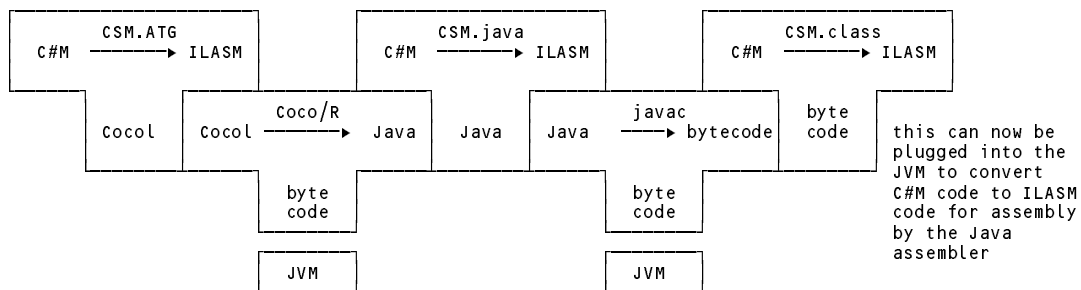 CSM.ATG CSM.java CSM.class
C#M ILASM C#M ILASM C#M ILASM
Coco/R javac byte
Cocol Cocol Java Java Java bytecode code
this can now be
plugged into the
JVM to convert
C#M code to ILASM
code for assembly
by the Java
assembler
byte byte
code code
JVM JVM